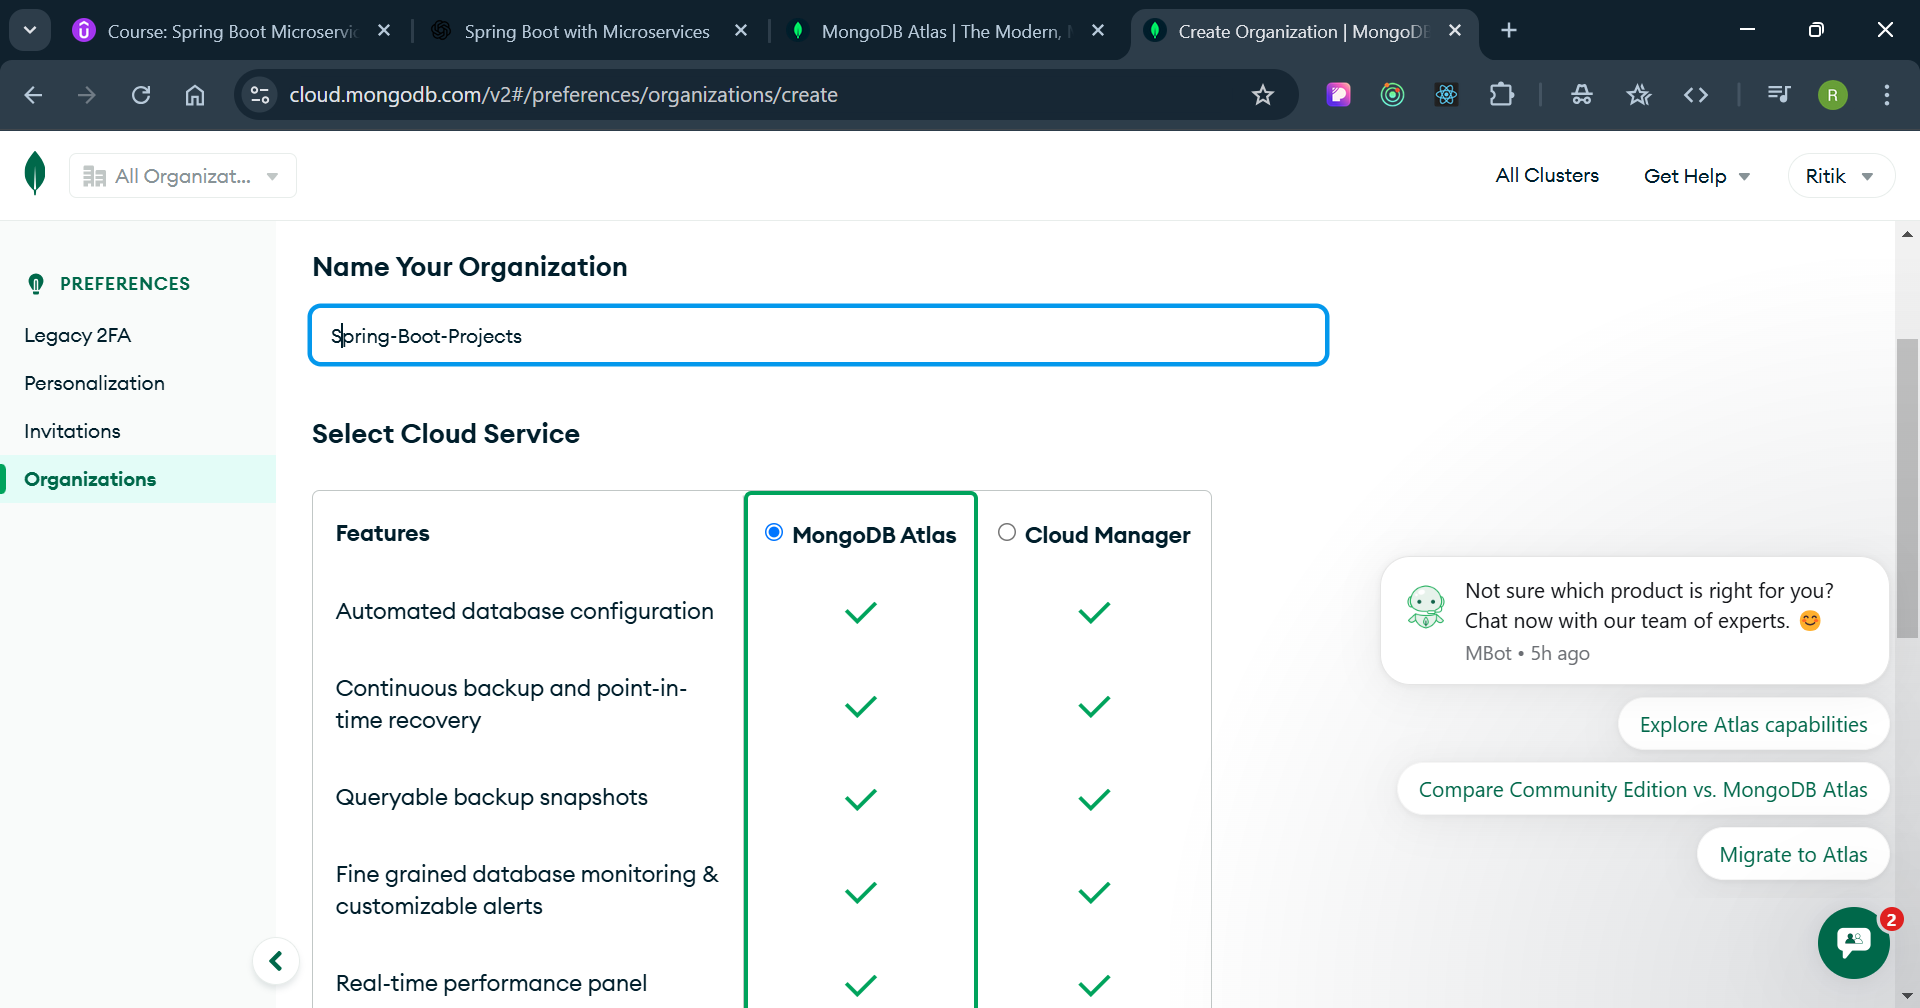 Course: Spring Boot Microservic
Spring Boot with Microservices
MongoDB Atlas | The Modern,
Create Organization | MongoDB
cloud.mongodb.com/v2#/preferences/organizations/create
R
All Organizat...
All Clusters
Get Help
Ritik
PREFERENCES
Legacy 2FA
Personalization
Invitations
Organizations
Name Your Organization
Spring-Boot-Projects
Select Cloud Service
Features
MongoDB Atlas
Cloud Manager
Automated database configuration
Continuous backup and point-in-
time recovery
Queryable backup snapshots
Fine grained database monitoring &
customizable alerts
Real-time performance panel
Not sure which product is right for you?
Chat now with our team of experts. 😊
MBot • 5h ago
Explore Atlas capabilities
Compare Community Edition vs. MongoDB Atlas
Migrate to Atlas
2